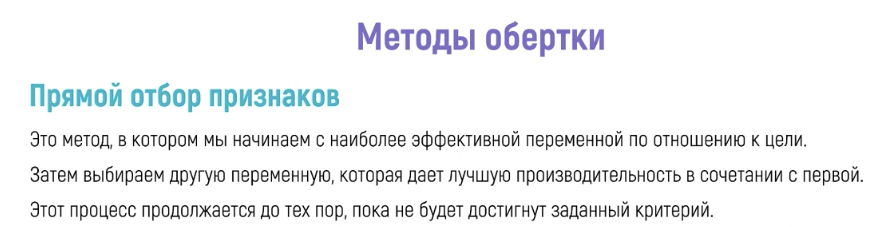 Методы обертки
Прямой отбор признаков
Это метод, в котором мы начинаем с наиболее эффективной переменной по отношению к цели.
Затем выбираем другую переменную, которая дает лучшую производительность в сочетании с первой.
Этот процесс продолжается до тех пор, пока не будет достигнут заданный критерий.